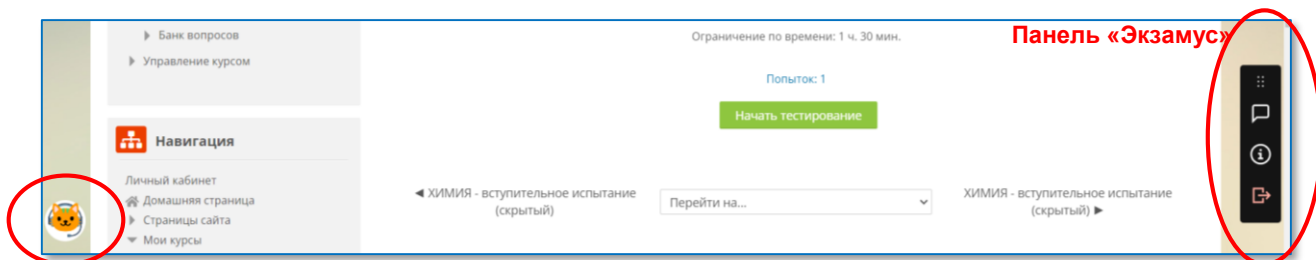 Банк вопросов
Управление курсом
Ограничение по времени: 1 ч. 30 мин.
Панель «Экзамус»
Попыток: 1
Начать тестирование
Навигация
Личный кабинет
Домашняя страница
Страницы сайта
Мои курсы
◄ ХИМИЯ - вступительное испытание
(скрытый)
Перейти на...
ХИМИЯ - вступительное испытание
(скрытый) ►